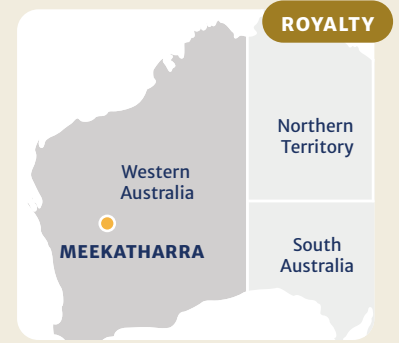 ROYALTY
Northern
Territory
Western
Australia
MEEKATHARRA
South
Australia